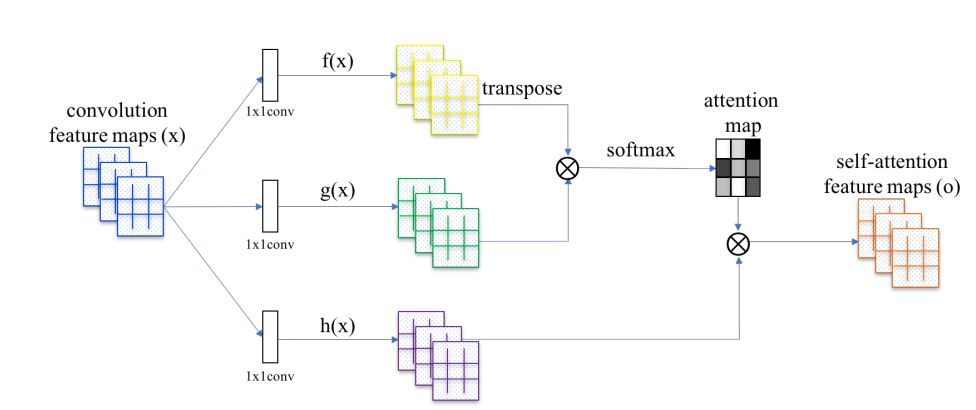 convolution
feature maps (x)
f(x)
1x1conv
transpose
g(x)
1x1conv
h(x)
1x1conv
softmax
attention
map
self-attention
feature maps (o)